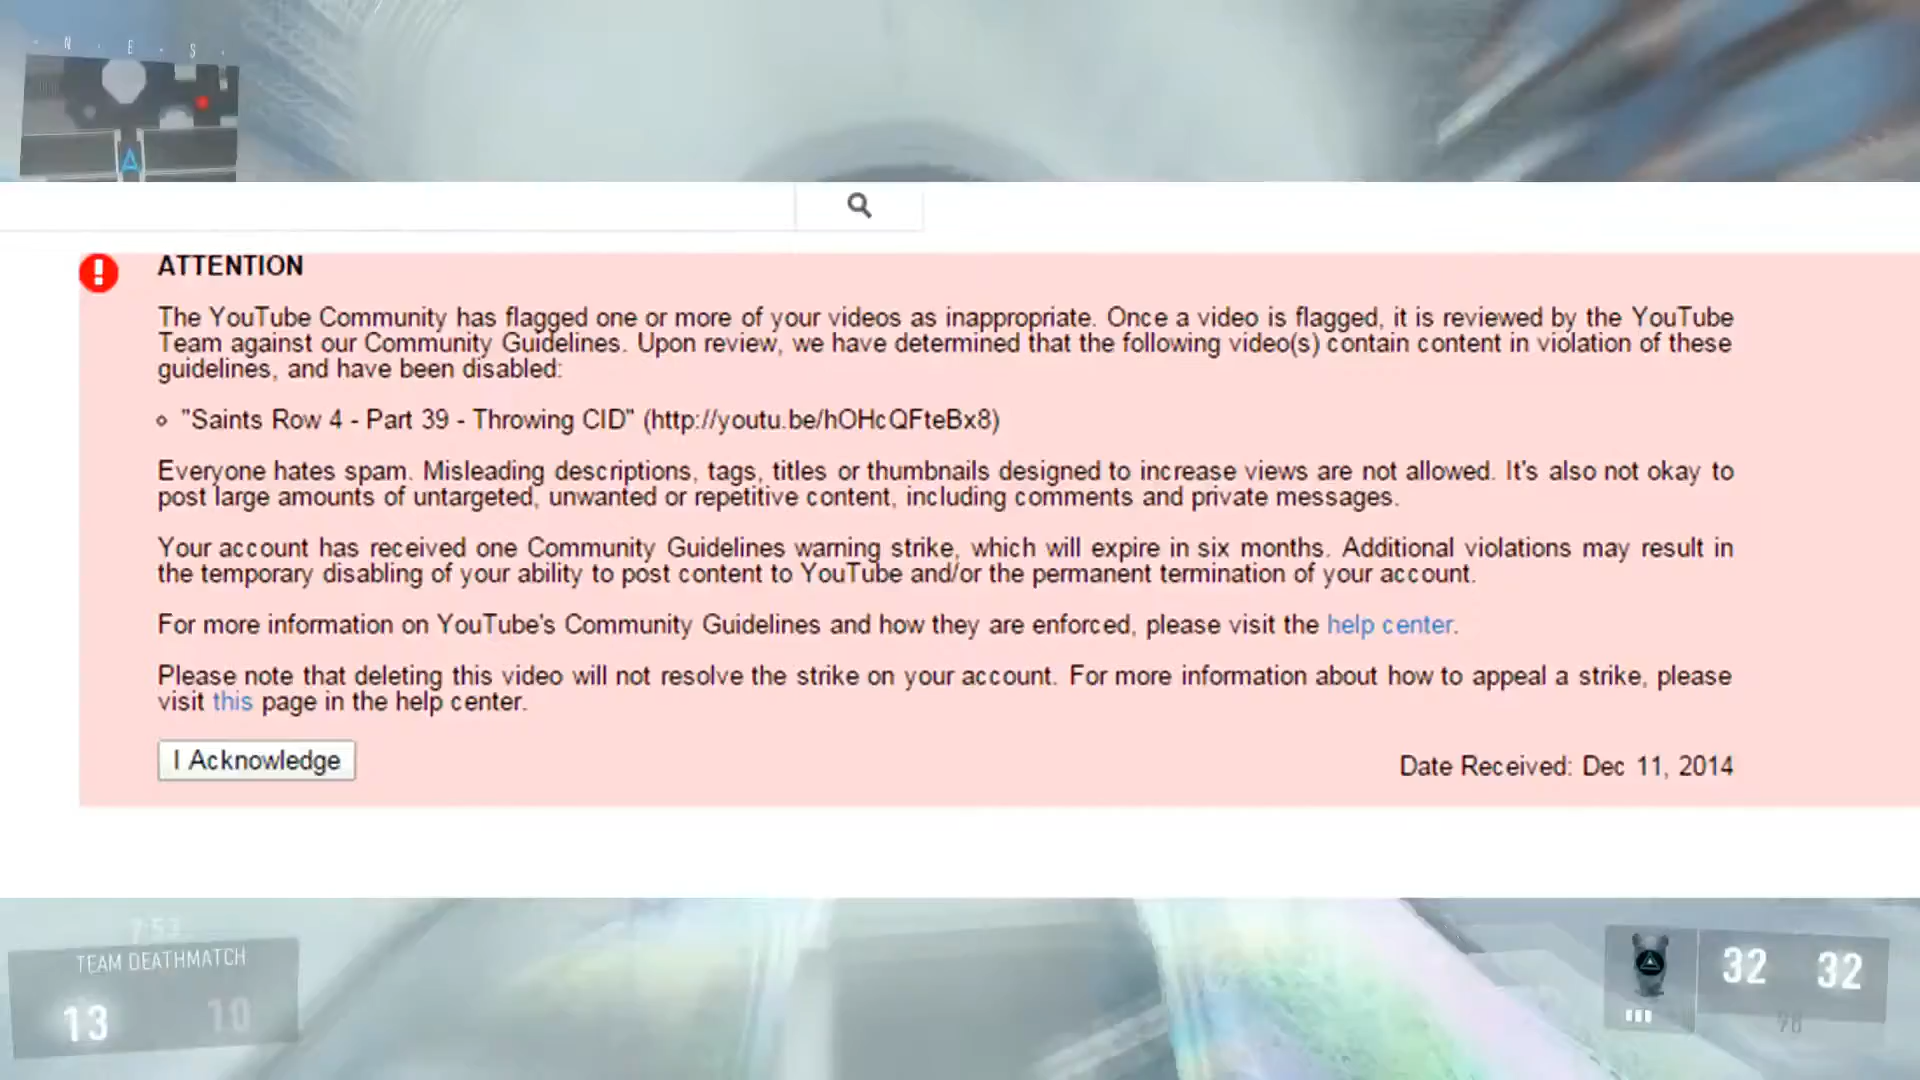 N E S
ATTENTION
The YouTube Community has flagged one or more of your videos as inappropriate. Once a video is flagged, it is reviewed by the YouTube
Team against our Community Guidelines. Upon review, we have determined that the following video(s) contain content in violation of these
guidelines, and have been disabled:
"Saints Row 4 - Part 39 - Throwing CID" (http://youtu.be/hOHcQFteBx8)
Everyone hates spam. Misleading descriptions, tags, titles or thumbnails designed to increase views are not allowed. It's also not okay to
post large amounts of untargeted, unwanted or repetitive content, including comments and private messages.
Your account has received one Community Guidelines warning strike, which will expire in six months. Additional violations may result in
the temporary disabling of your ability to post content to YouTube and/or the permanent termination of your account.
For more information on YouTube's Community Guidelines and how they are enforced, please visit the help center.
Please note that deleting this video will not resolve the strike on your account. For more information about how to appeal a strike, please
visit this page in the help center.
I Acknowledge
Date Received: Dec 11, 2014
TEAM DEATHMATCH
13 10
32 32